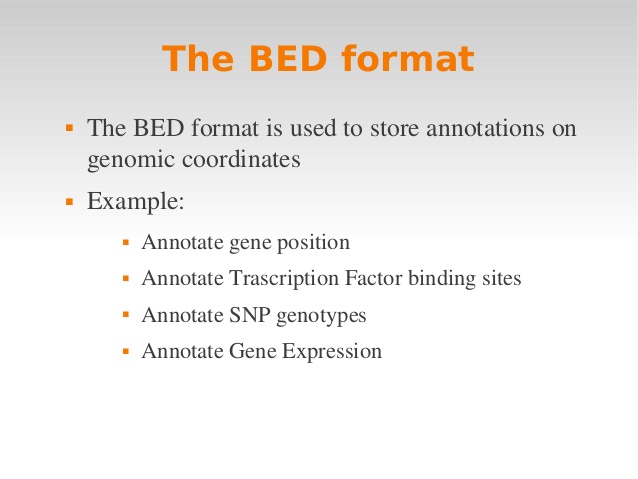 The BED format
The BED format is used to store annotations on
genomic coordinates
Example:
Annotate gene position
Annotate Trascription Factor binding sites
Annotate SNP genotypes
Annotate Gene Expression